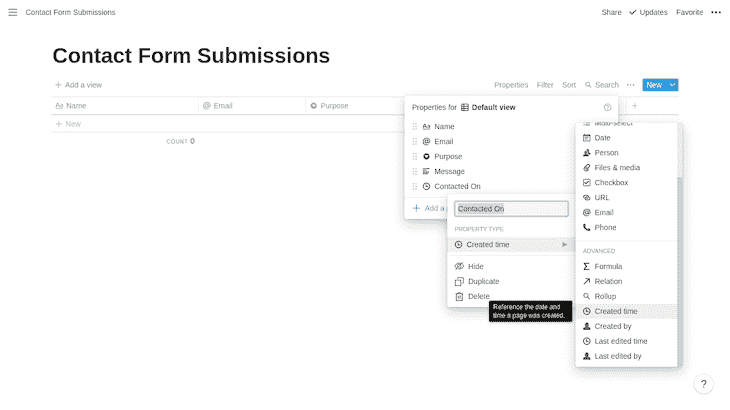 Contact Form Submissions
Share
Updates
Favorite
Contact Form Submissions
Add a view
Properties
Filter
Sort
Search
New
Aa Name
@ Email
Purpose
New
COUNT 0
Properties for Default view
Aa Name
@ Email
Purpose
Message
Contacted On
Add a
Contacted On
PROPERTY TYPE
Created time
Hide
Duplicate
Delete
Reference the date and
time a page was created.
Multi-select
Date
Person
Files & media
Checkbox
URL
@ Email
Phone
ADVANCED
Formula
Relation
Rollup
Created time
Created by
Last edited time
Last edited by
?